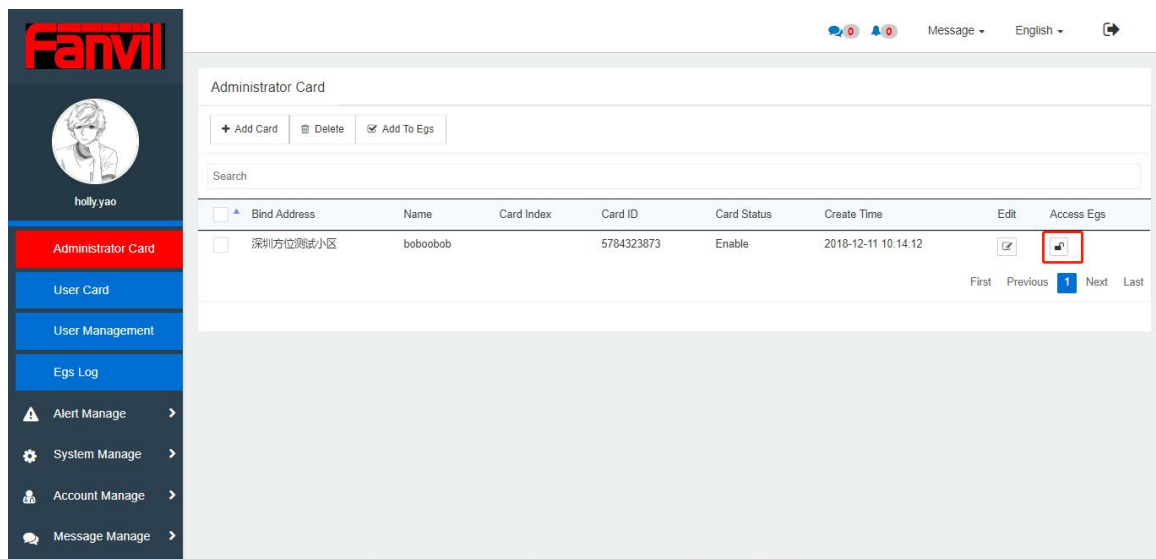 Fanvil
0 0 Message English
holly.yao
Administrator Card
User Card
User Management
Egs Log
Alert Manage
System Manage
Account Manage
Message Manage
Administrator Card
Add Card Delete Add To Egs
Search
Bind Address Name Card Index Card ID Card Status Create Time Edit Access Egs
深圳方位测试小区 boboobob 5784323873 Enable 2018-12-11 10:14:12
First Previous 1 Next Last